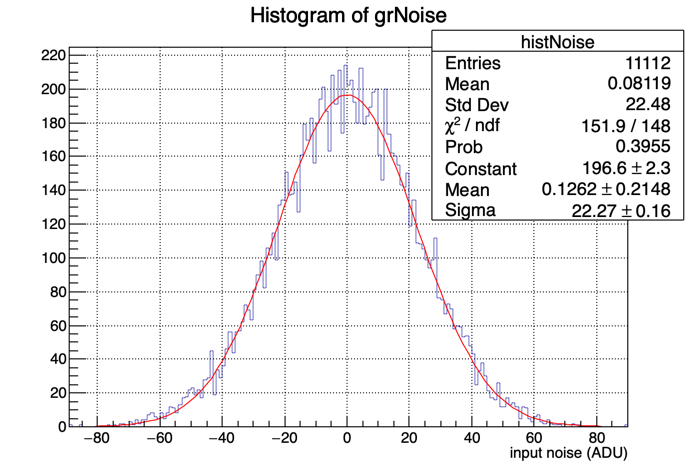 Histogram of grNoise
histNoise
Entries 11112
Mean 0.08119
Std Dev 22.48
χ² / ndf 151.9 / 148
Prob 0.3955
Constant 196.6 ± 2.3
Mean 0.1262 ± 0.2148
Sigma 22.27 ± 0.16
220
200
180
160
140
120
100
80
60
40
20
0
−80 −60 −40 −20 0 20 40 60 80
input noise (ADU)